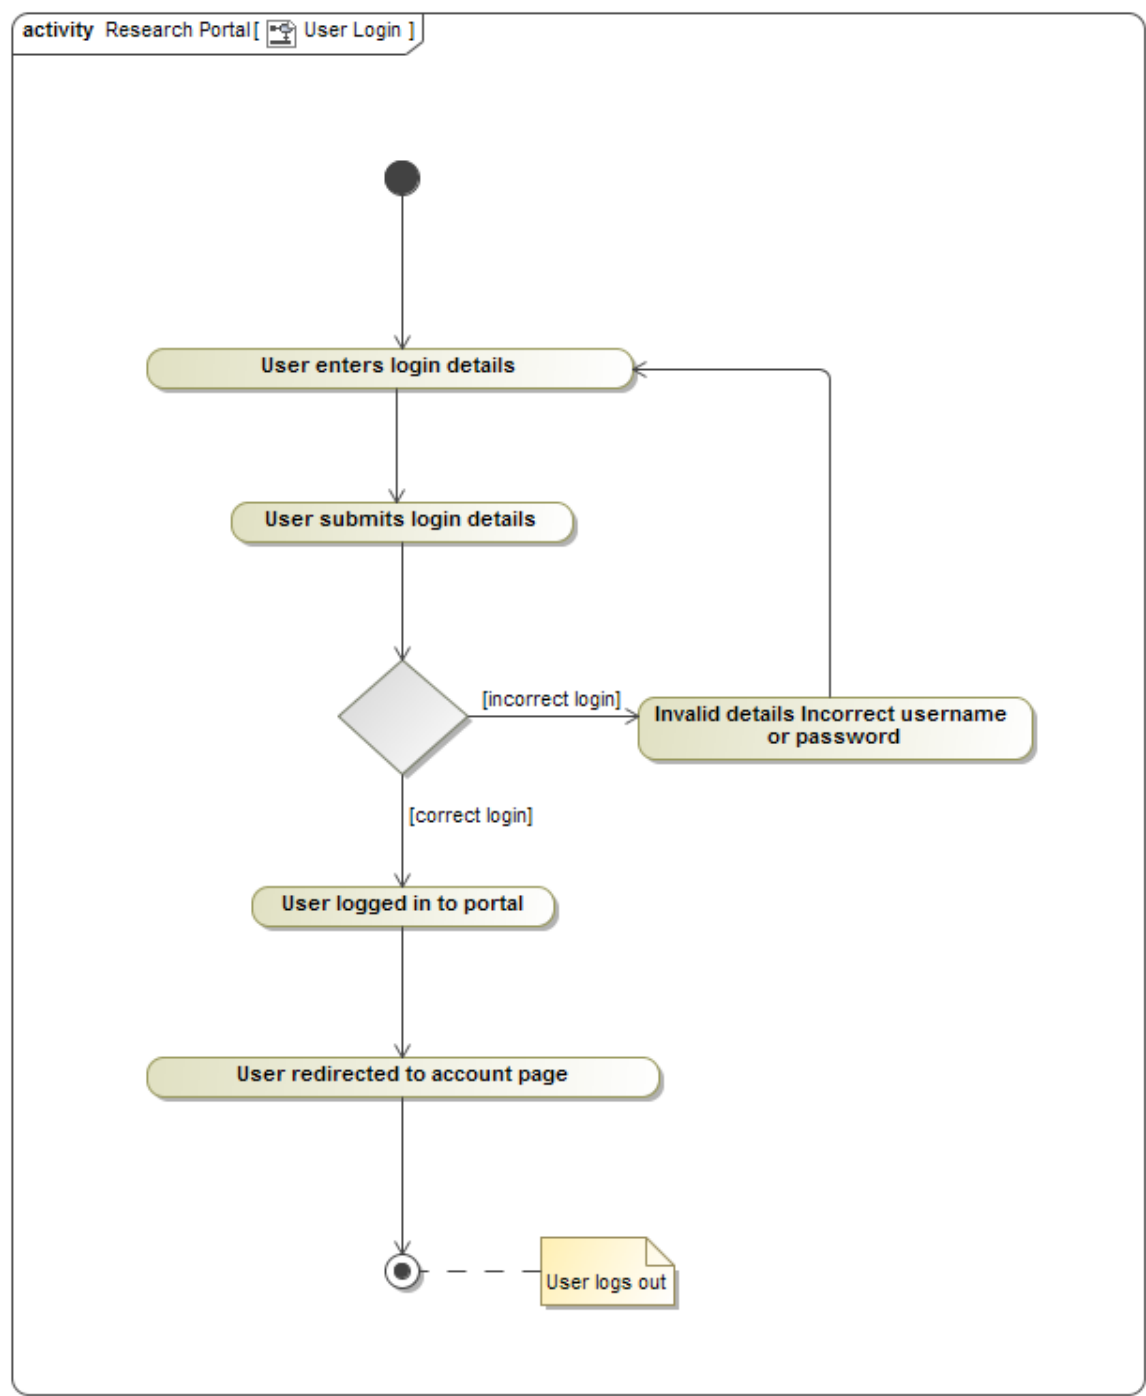 activity Research Portal[ User Login ]
User enters login details
User submits login details
[incorrect login]
Invalid details Incorrect username
or password
[correct login]
User logged in to portal
User redirected to account page
User logs out